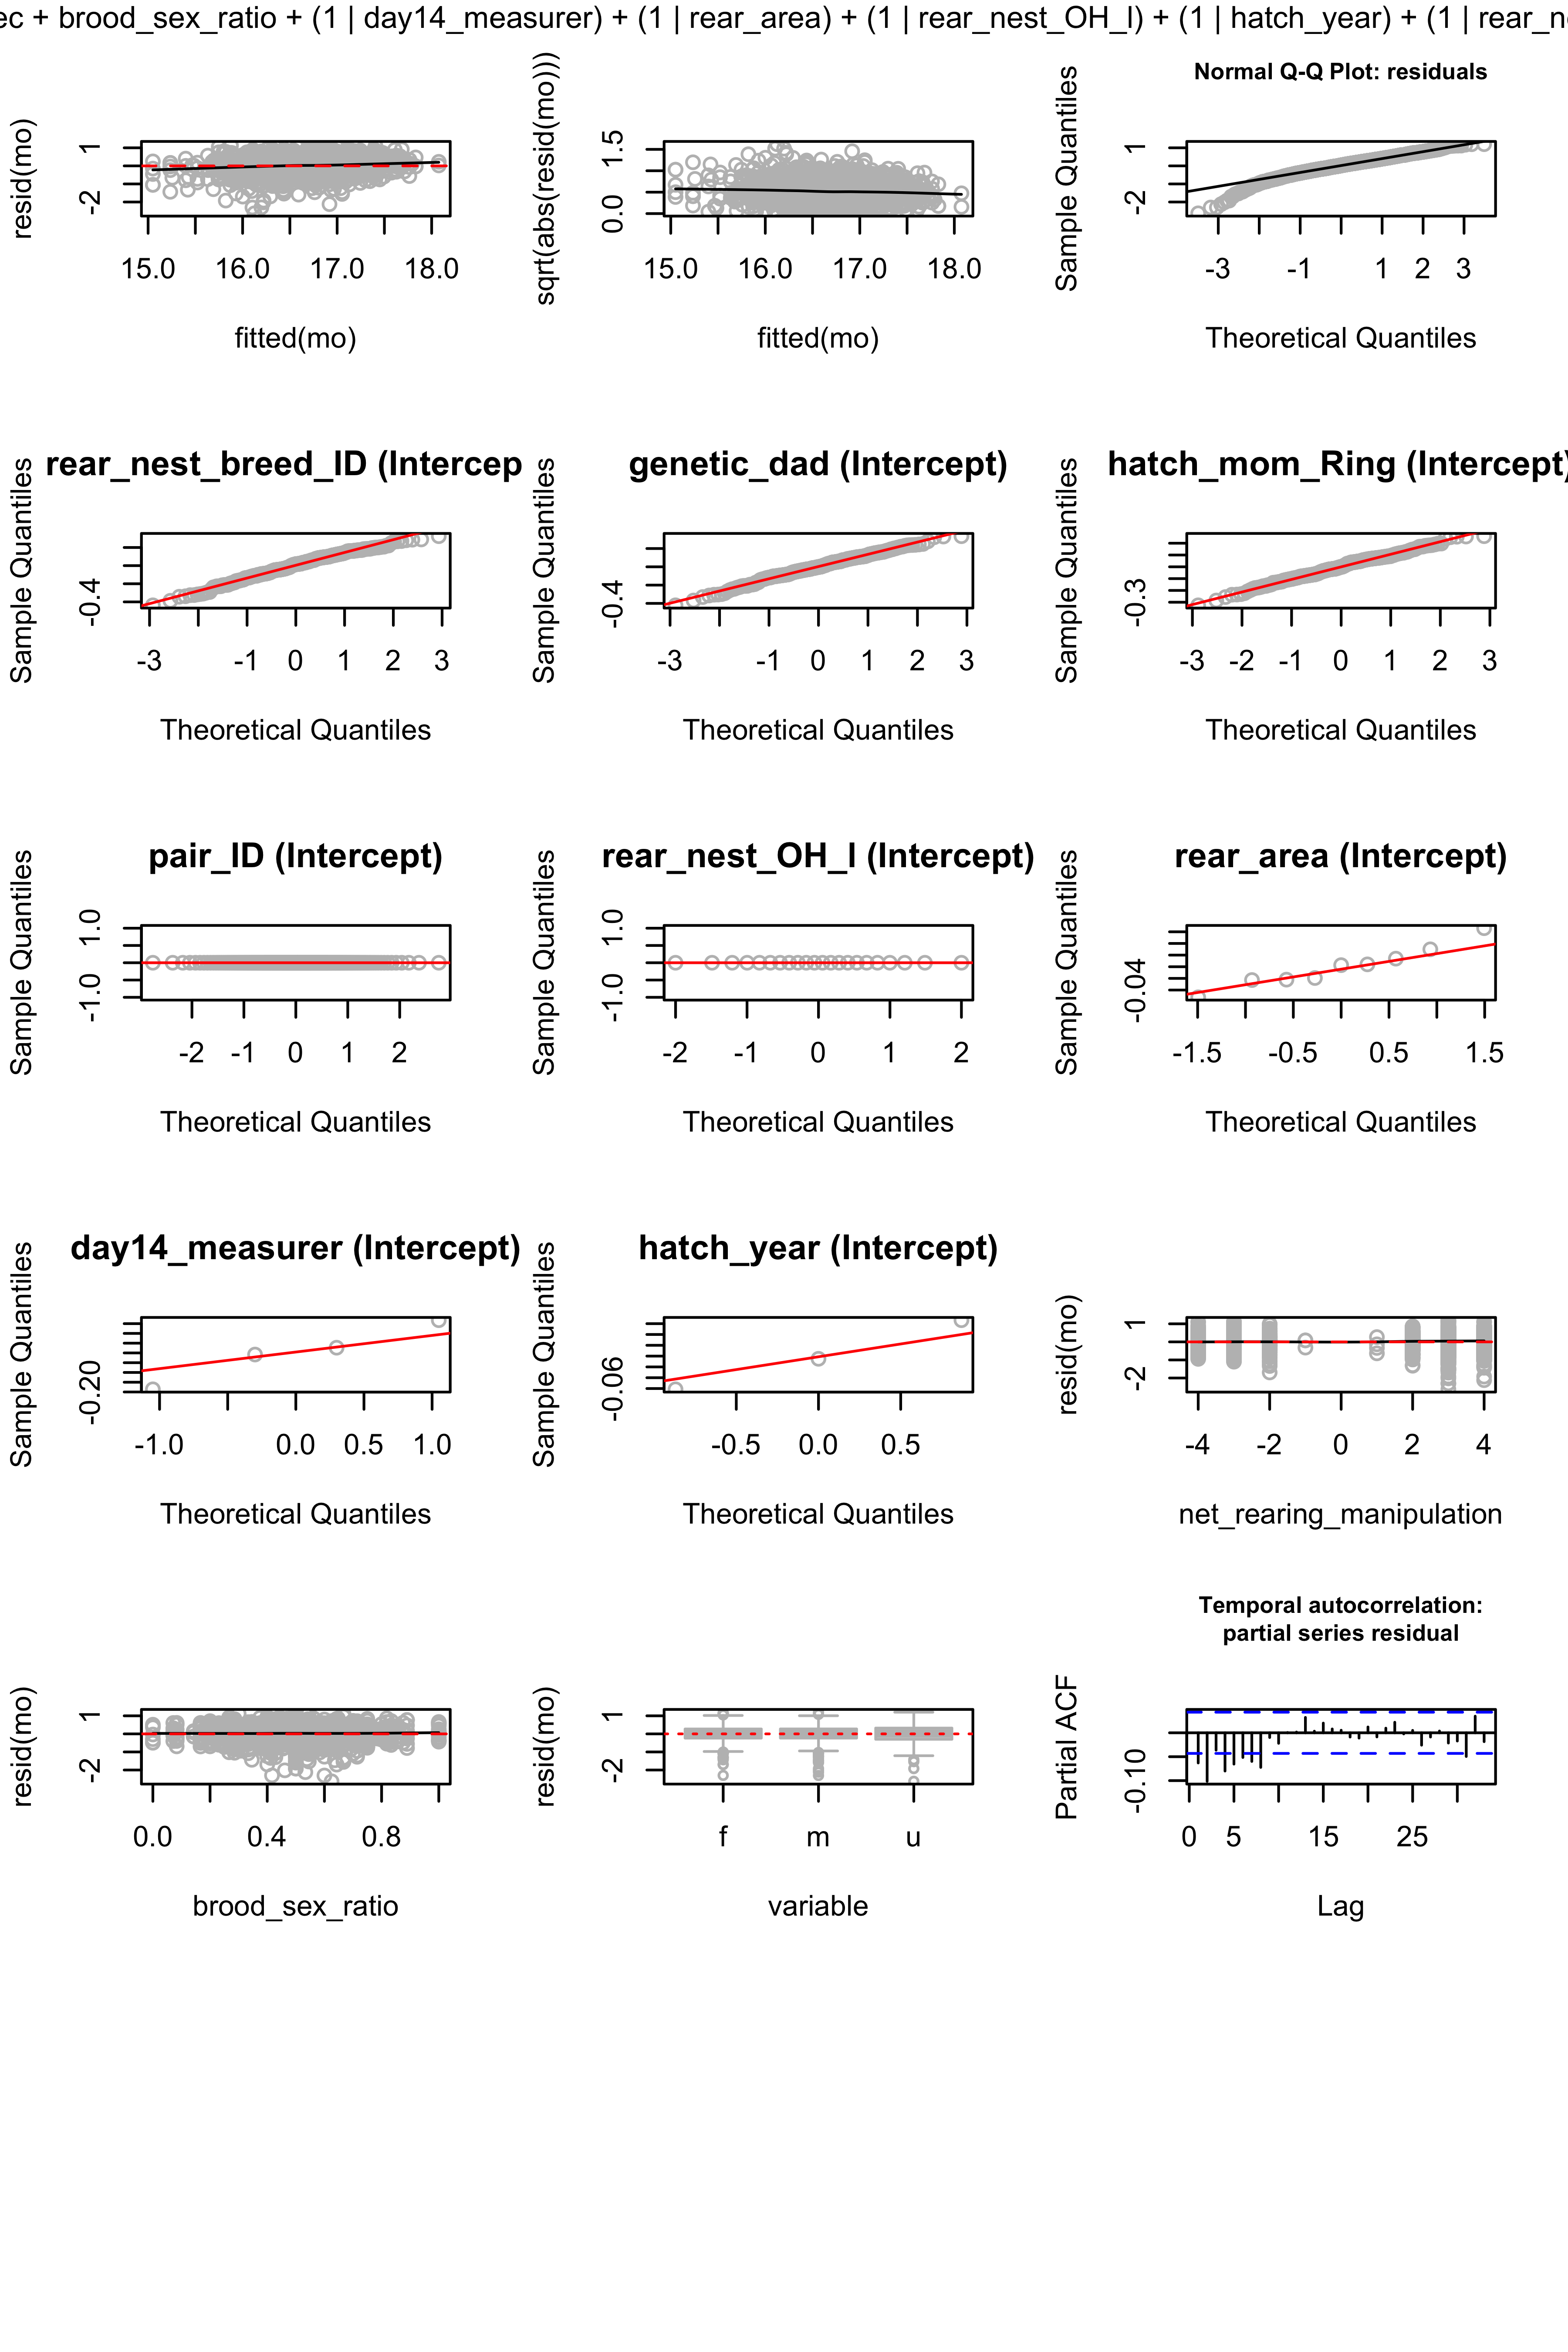 ec + brood_sex_ratio + (1 | day14_measurer) + (1 | rear_area) + (1 | rear_nest_OH_l) + (1 | hatch_year) + (1 | rear_n
resid(mo)
1
-2
15.0 16.0 17.0 18.0
fitted(mo)
sqrt(abs(resid(mo)))
1.5
0.0
15.0 16.0 17.0 18.0
fitted(mo)
Normal Q-Q Plot: residuals
Sample Quantiles
1
-2
-3 -1 1 2 3
Theoretical Quantiles
rear_nest_breed_ID (Intercep
Sample Quantiles
-0.4
-3 -1 0 1 2 3
Theoretical Quantiles
genetic_dad (Intercept)
Sample Quantiles
-0.4
-3 -1 0 1 2 3
Theoretical Quantiles
hatch_mom_Ring (Intercept)
Sample Quantiles
-0.3
-3 -2 -1 0 1 2 3
Theoretical Quantiles
pair_ID (Intercept)
Sample Quantiles
1.0
-1.0
-2 -1 0 1 2
Theoretical Quantiles
rear_nest_OH_l (Intercept)
Sample Quantiles
1.0
-1.0
-2 -1 0 1 2
Theoretical Quantiles
rear_area (Intercept)
Sample Quantiles
-0.04
-1.5 -0.5 0.5 1.5
Theoretical Quantiles
day14_measurer (Intercept)
Sample Quantiles
-0.20
-1.0 0.0 0.5 1.0
Theoretical Quantiles
hatch_year (Intercept)
Sample Quantiles
-0.06
-0.5 0.0 0.5
Theoretical Quantiles
resid(mo)
1
-2
-4 -2 0 2 4
net_rearing_manipulation
resid(mo)
1
-2
0.0 0.4 0.8
brood_sex_ratio
resid(mo)
1
-2
f m u
variable
Temporal autocorrelation:
partial series residual
Partial ACF
-0.10
0 5 15 25
Lag